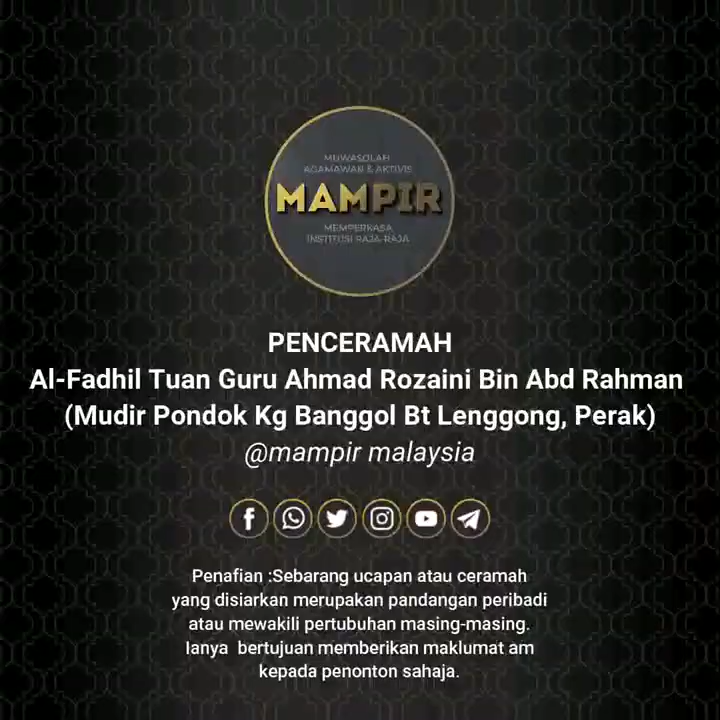 MUWASOLAH
AGAMAWAN & AKTIVIS
MAMPIR
MEMPERKASA
INSTITUSI RAJA-RAJA
PENCERAMAH
Al-Fadhil Tuan Guru Ahmad Rozaini Bin Abd Rahman
(Mudir Pondok Kg Banggol Bt Lenggong, Perak)
@mampir malaysia
Penafian :Sebarang ucapan atau ceramah
yang disiarkan merupakan pandangan peribadi
atau mewakili pertubuhan masing-masing.
Ianya  bertujuan memberikan maklumat am
kepada penonton sahaja.